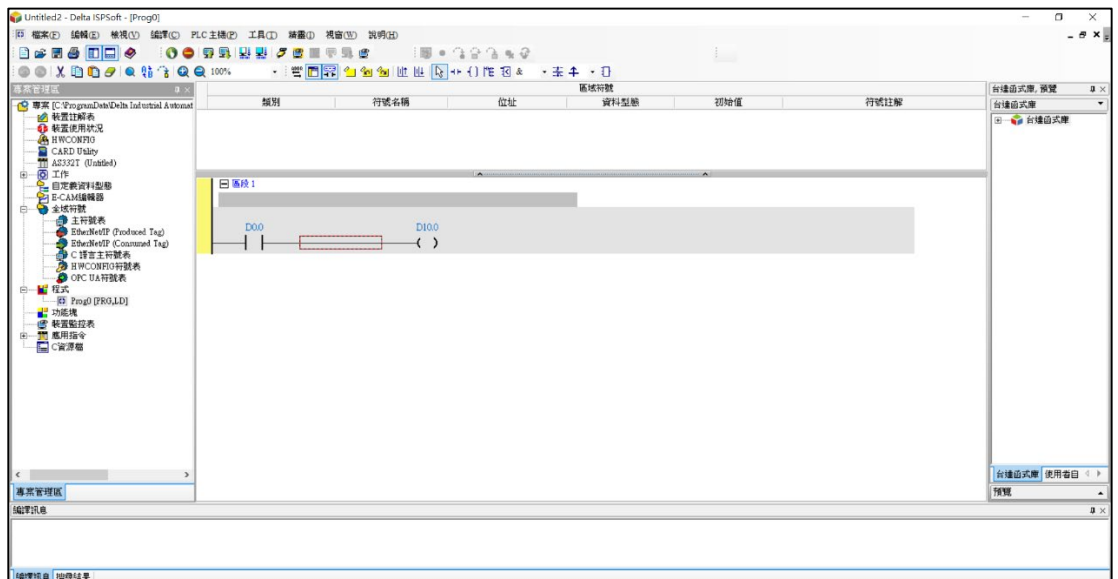 Untitled2 - Delta ISPSoft - [Prog0]
檔案(F) 編輯(E) 檢視(V) 編譯(C) PLC主機(P) 工具(T) 精靈(I) 視窗(W) 說明(H)
100%
專案管理區
專案 [C:\ProgramData\Delta Industrial Automat
裝置註解表
裝置使用狀況
HWCONFIG
CARD Utility
AS332T (Untitled)
工作
自定義資料型態
E-CAM編輯器
全域符號
主符號表
EtherNet/IP (Produced Tag)
EtherNet/IP (Consumed Tag)
C 語言主符號表
HWCONFIG符號表
OPC UA符號表
程式
Prog0 [PRG,LD]
功能塊
裝置監控表
應用指令
C資源檔
專案管理區
區域符號
類別 符號名稱 位址 資料型態 初始值 符號註解
區段 1
D0.0 D10.0
台達函式庫, 預覽
台達函式庫
台達函式庫
台達函式庫 使用者自
預覽
編譯訊息
編譯訊息 搜尋結果